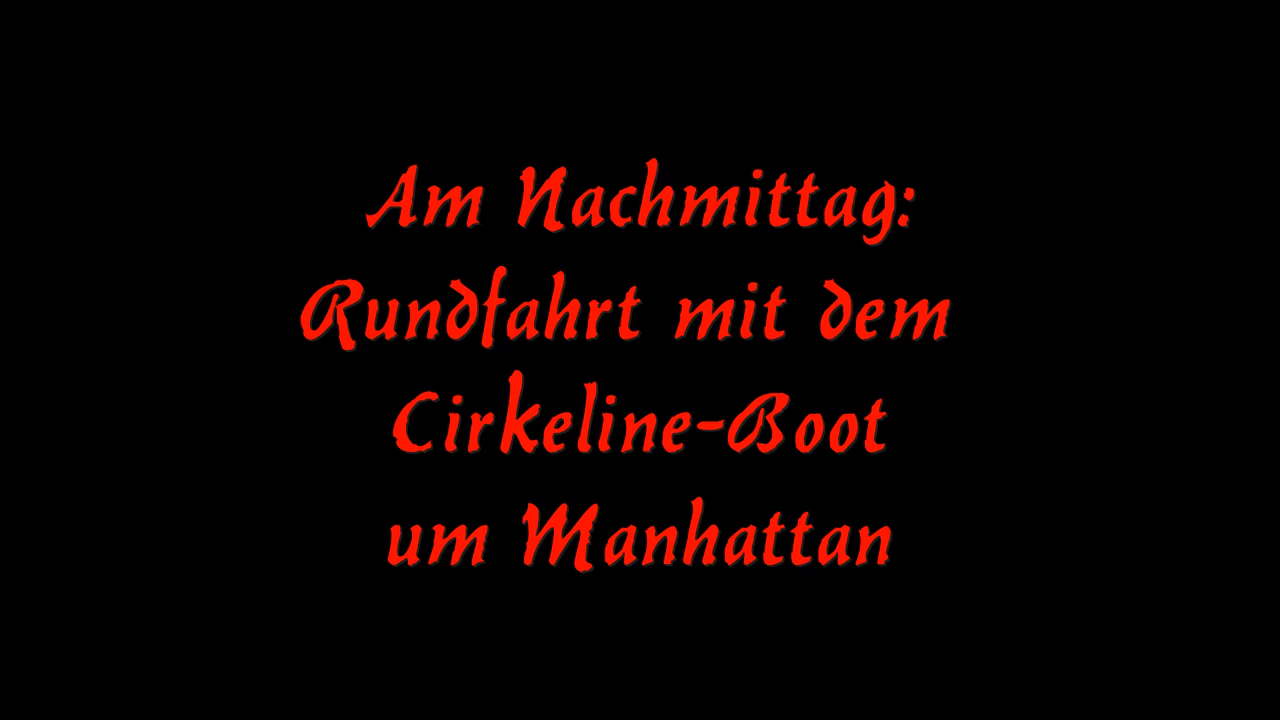 Am Nachmittag:
Rundfahrt mit dem
Cirkeline-Boot
um Manhattan